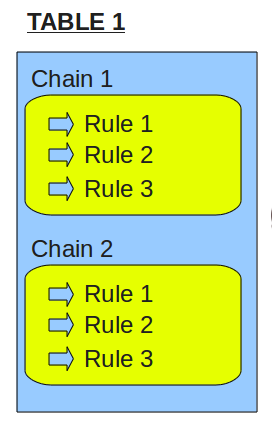 TABLE 1
Chain 1
Rule 1
Rule 2
Rule 3
Chain 2
Rule 1
Rule 2
Rule 3